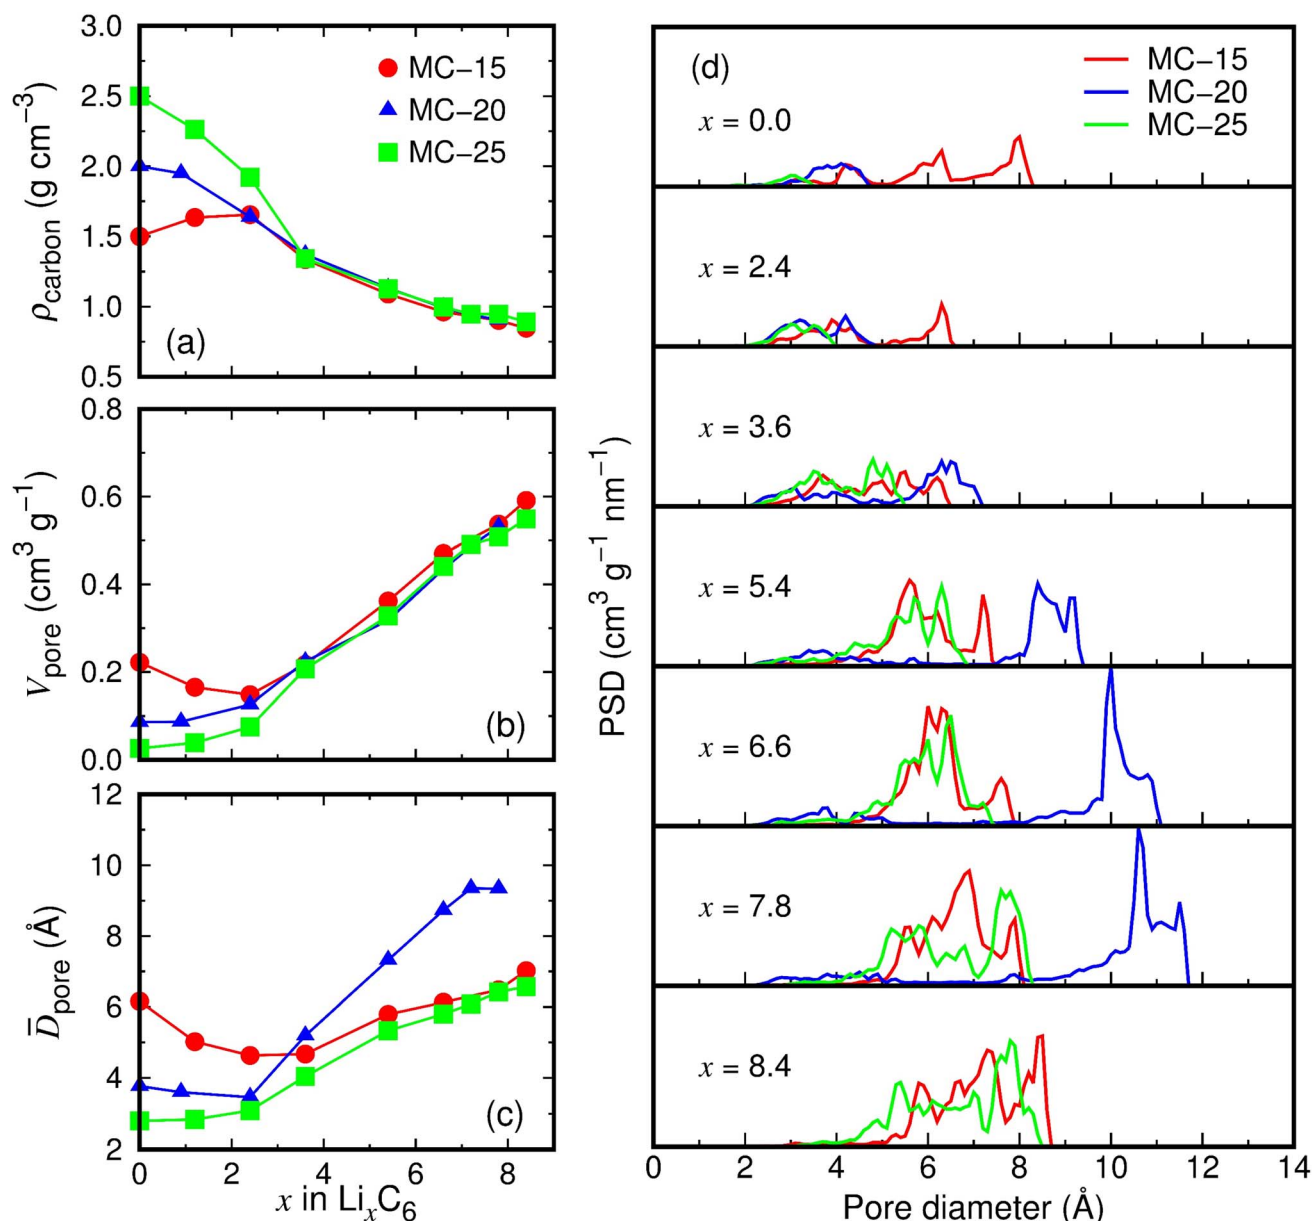 3.0
2.5
2.0
1.5
1.0
0.5
ρcarbon (g cm−3)
MC−15
MC−20
MC−25
(a)
0.8
0.6
0.4
0.2
0.0
Vpore (cm3 g−1)
(b)
12
10
8
6
4
2
D̅pore (Å)
(c)
0 2 4 6 8
x in LixC6
(d)
MC−15
MC−20
MC−25
x = 0.0
x = 2.4
x = 3.6
x = 5.4
x = 6.6
x = 7.8
x = 8.4
PSD (cm3 g−1 nm−1)
0 2 4 6 8 10 12 14
Pore diameter (Å)